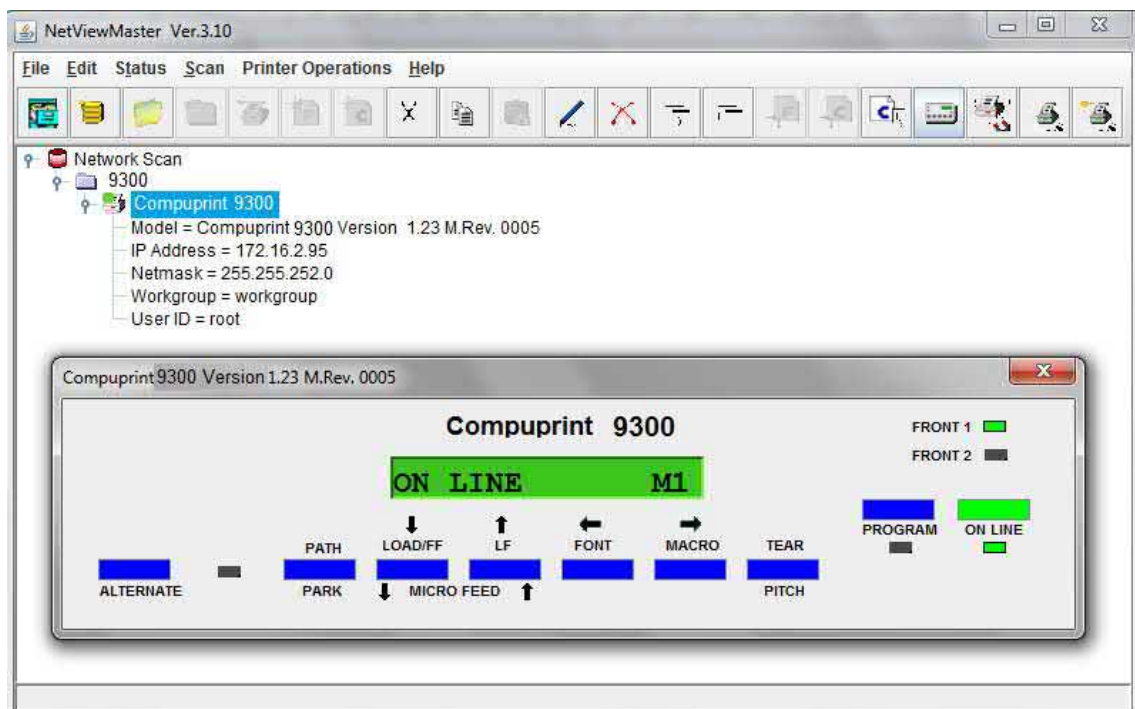 NetViewMaster Ver.3.10
File Edit Status Scan Printer Operations Help
Network Scan
9300
Compuprint 9300
Model = Compuprint 9300 Version 1.23 M.Rev. 0005
IP Address = 172.16.2.95
Netmask = 255.255.252.0
Workgroup = workgroup
User ID = root
Compuprint 9300 Version 1.23 M.Rev. 0005
Compuprint 9300
FRONT 1
FRONT 2
ON LINE M1
PROGRAM ON LINE
PATH LOAD/FF LF FONT MACRO TEAR
ALTERNATE PARK MICRO FEED PITCH